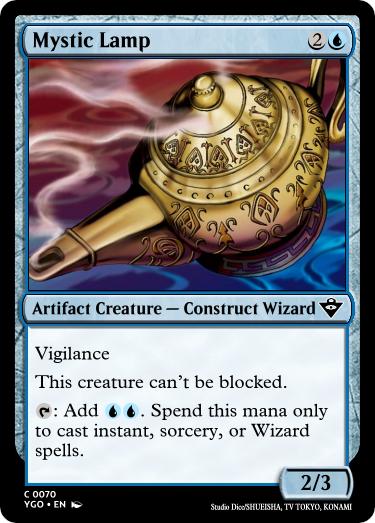 Mystic Lamp 2
Artifact Creature — Construct Wizard
Vigilance
This creature can't be blocked.
: Add . Spend this mana only
to cast instant, sorcery, or Wizard
spells.
2/3
C 0070
YGO • EN
Studio Dice/SHUEISHA, TV TOKYO, KONAMI